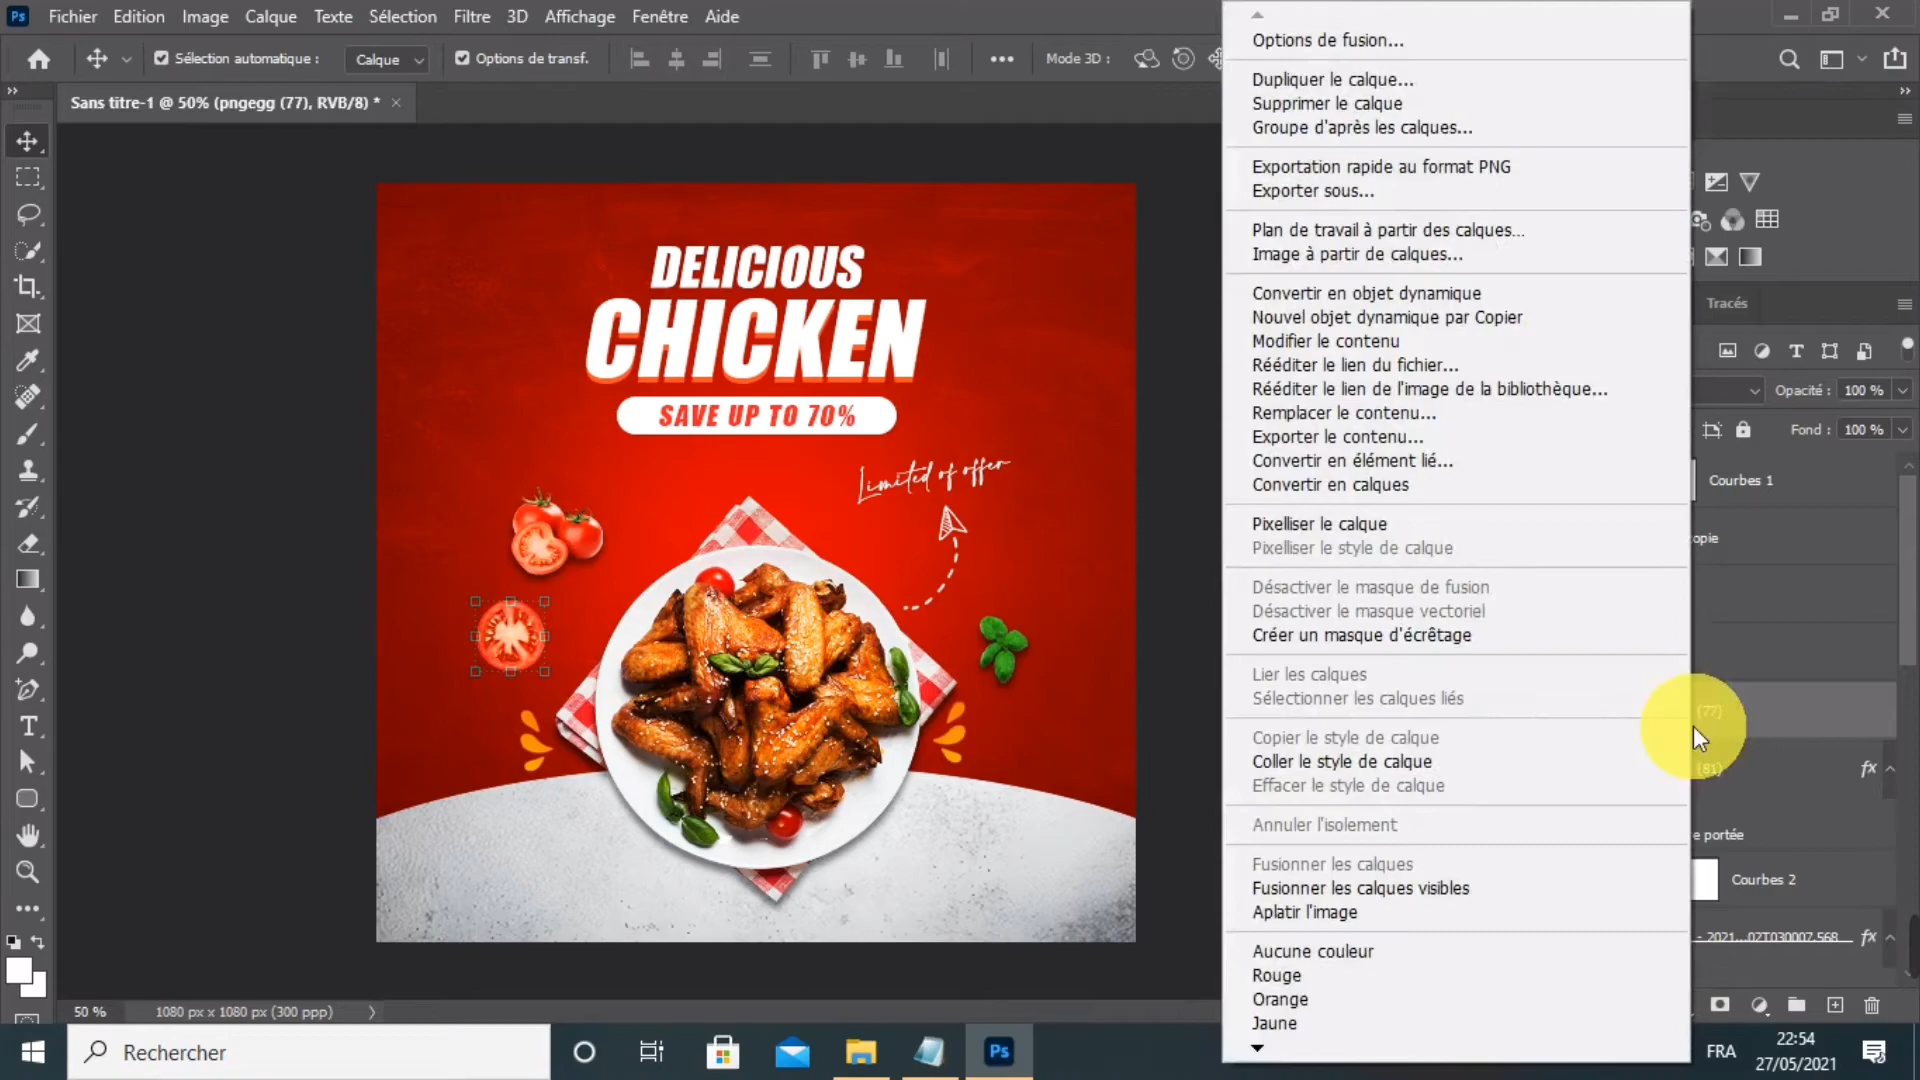 Ps Fichier Edition Image Calque Texte Sélection Filtre 3D Affichage Fenêtre Aide
Sélection automatique : Calque Options de transf. Mode 3D :
Sans titre-1 @ 50% (pngegg (77), RVB/8) *
DELICIOUS
CHICKEN
SAVE UP TO 70%
Limited of offer
Options de fusion...
Dupliquer le calque...
Supprimer le calque
Groupe d'après les calques...
Exportation rapide au format PNG
Exporter sous...
Plan de travail à partir des calques...
Image à partir de calques...
Convertir en objet dynamique
Nouvel objet dynamique par Copier
Modifier le contenu
Rééditer le lien du fichier...
Rééditer le lien de l'image de la bibliothèque...
Remplacer le contenu...
Exporter le contenu...
Convertir en élément lié...
Convertir en calques
Pixelliser le calque
Pixelliser le style de calque
Désactiver le masque de fusion
Désactiver le masque vectoriel
Créer un masque d'écrêtage
Lier les calques
Sélectionner les calques liés
Copier le style de calque
Coller le style de calque
Effacer le style de calque
Annuler l'isolement
Fusionner les calques
Fusionner les calques visibles
Aplatir l'image
Aucune couleur
Rouge
Orange
Jaune
Tracés
Opacité : 100 %
Fond : 100 %
Courbes 1
opie
(77)
(81)
fx
e portée
Courbes 2
- 2021...02T030007.568 fx
50 % 1080 px x 1080 px (300 ppp)
Rechercher
Ps
FRA
22:54
27/05/2021